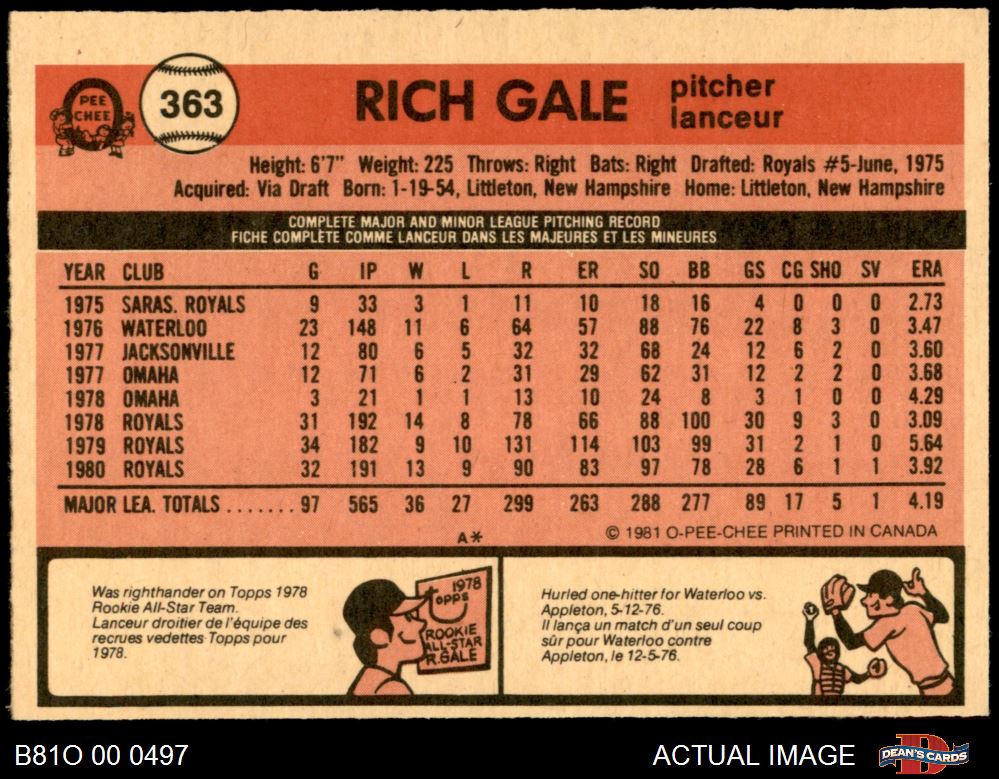 PEE
CHEE
363
RICH GALE
pitcher
lanceur
Height: 6'7" Weight: 225 Throws: Right Bats: Right Drafted: Royals #5-June, 1975
Acquired: Via Draft Born: 1-19-54, Littleton, New Hampshire Home: Littleton, New Hampshire
COMPLETE MAJOR AND MINOR LEAGUE PITCHING RECORD
FICHE COMPLÈTE COMME LANCEUR DANS LES MAJEURES ET LES MINEURES
YEAR CLUB G IP W L R ER SO BB GS CG SHO SV ERA
1975 SARAS. ROYALS 9 33 3 1 11 10 18 16 4 0 0 0 2.73
1976 WATERLOO 23 148 11 6 64 57 88 76 22 8 3 0 3.47
1977 JACKSONVILLE 12 80 6 5 32 32 68 24 12 6 2 0 3.60
1977 OMAHA 12 71 6 2 31 29 62 31 12 2 2 0 3.68
1978 OMAHA 3 21 1 1 13 10 24 8 3 1 0 0 4.29
1978 ROYALS 31 192 14 8 78 66 88 100 30 9 3 0 3.09
1979 ROYALS 34 182 9 10 131 114 103 99 31 2 1 0 5.64
1980 ROYALS 32 191 13 9 90 83 97 78 28 6 1 1 3.92
MAJOR LEA. TOTALS ....... 97 565 36 27 299 263 288 277 89 17 5 1 4.19
A* © 1981 O-PEE-CHEE PRINTED IN CANADA
Was righthander on Topps 1978
Rookie All-Star Team.
Lanceur droitier de l'équipe des
recrues vedettes Topps pour
1978.
1978
Topps
ROOKIE
ALL-STAR
R.GALE
Hurled one-hitter for Waterloo vs.
Appleton, 5-12-76.
Il lança un match d'un seul coup
sûr pour Waterloo contre
Appleton, le 12-5-76.
B81O 00 0497
ACTUAL IMAGE
DEAN'S CARDS